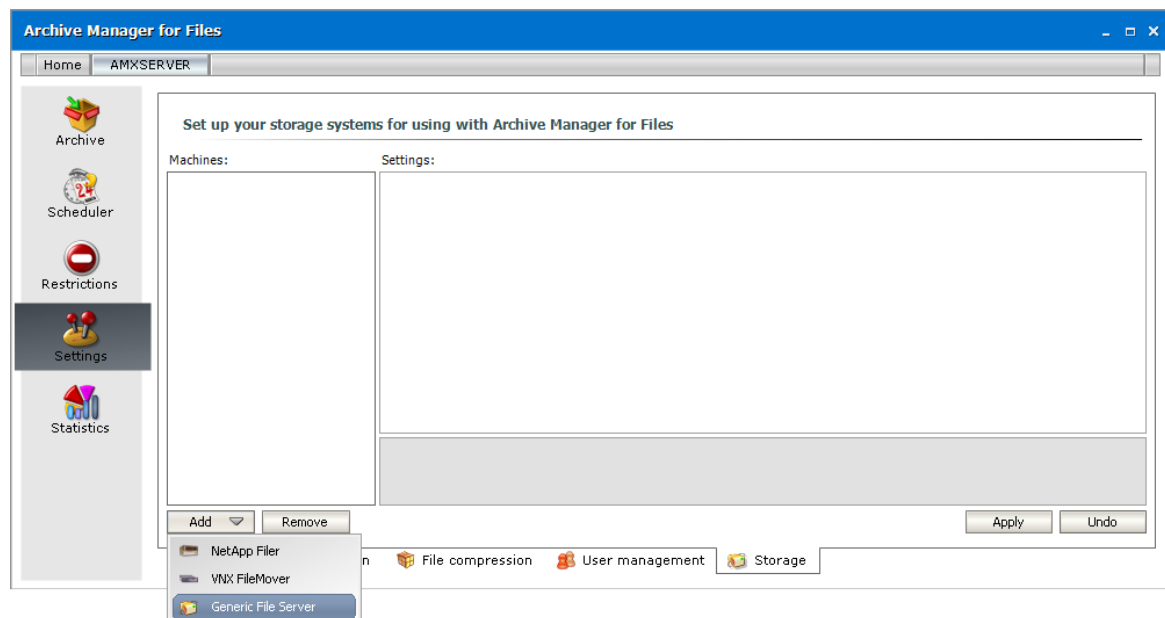 Archive Manager for Files
Home AMXSERVER
Archive
Set up your storage systems for using with Archive Manager for Files
Machines: Settings:
24
Scheduler
Restrictions
Settings
Statistics
Add Remove Apply Undo
NetApp Filer
n File compression User management Storage
VNX FileMover
Generic File Server